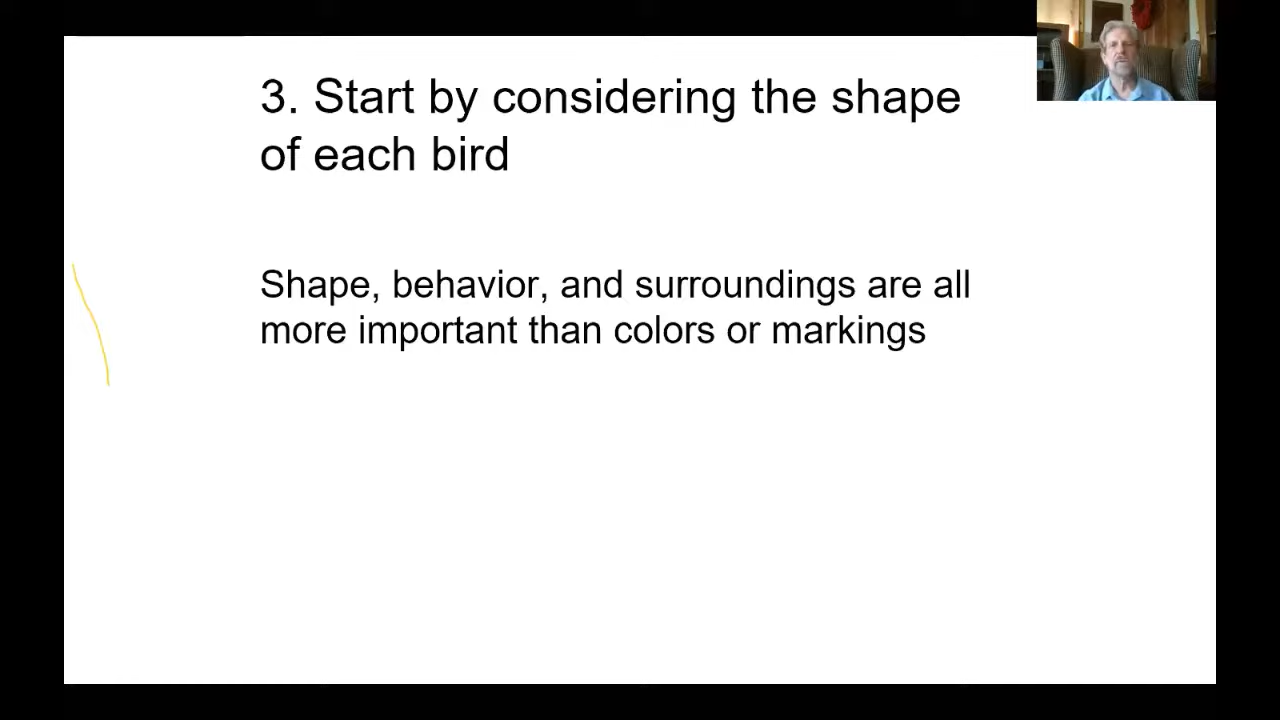 3. Start by considering the shape
of each bird
Shape, behavior, and surroundings are all
more important than colors or markings